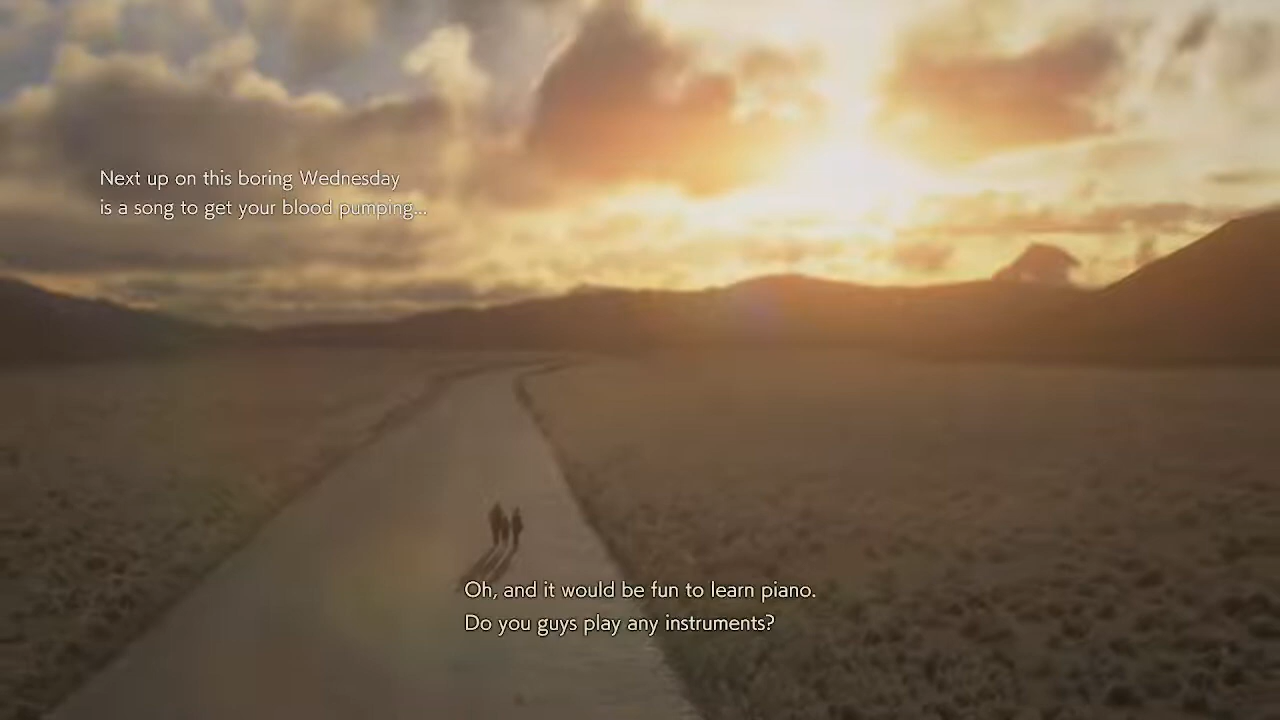 Next up on this boring Wednesday
is a song to get your blood pumping...
Oh, and it would be fun to learn piano.
Do you guys play any instruments?